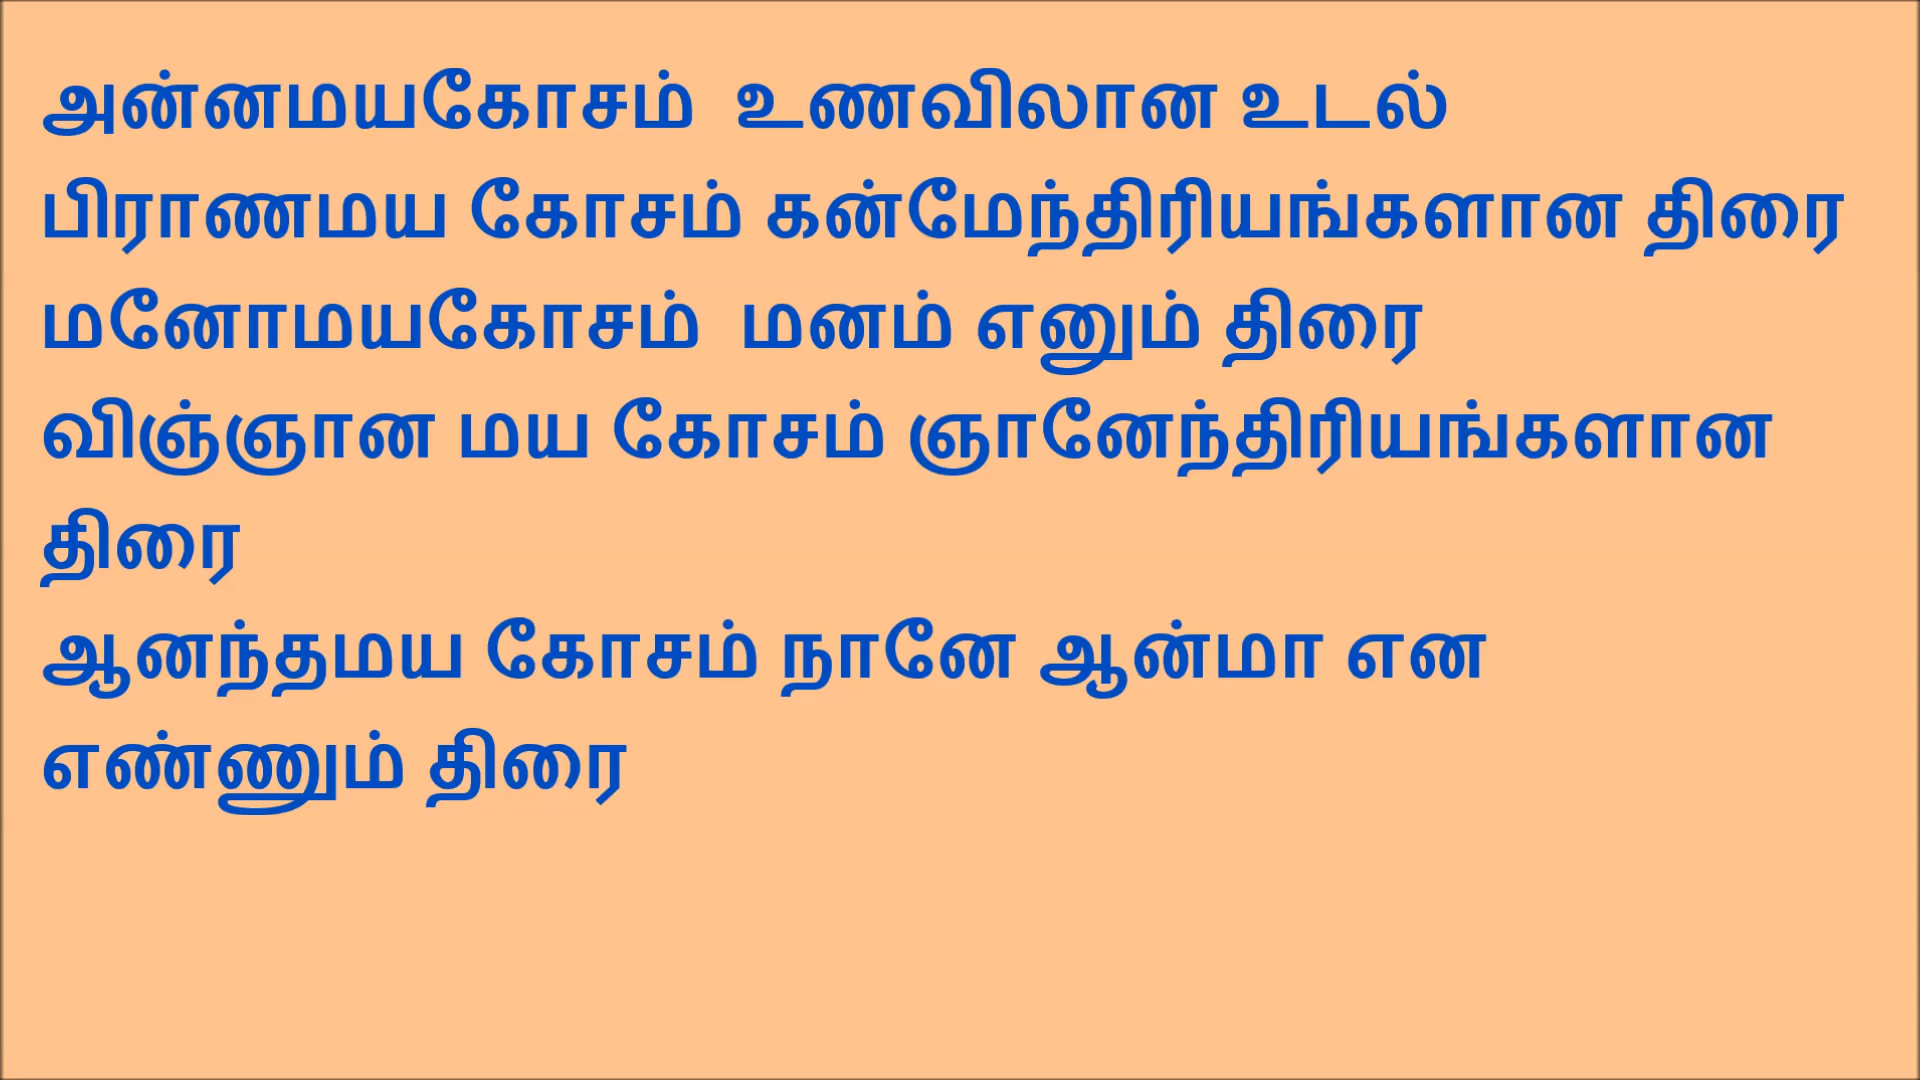 அன்னமயகோசம்  உணவிலான உடல்
பிராணமய கோசம் கன்மேந்திரியங்களான திரை
மனோமயகோசம்  மனம் எனும் திரை
விஞ்ஞான மய கோசம் ஞானேந்திரியங்களான
திரை
ஆனந்தமய கோசம் நானே ஆன்மா என
எண்ணும் திரை